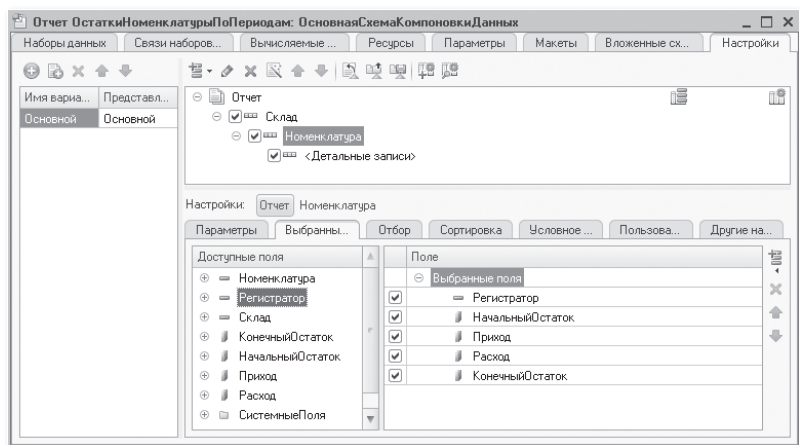 Отчет ОстаткиНоменклатурыПоПериодам: ОсновнаяСхемаКомпоновкиДанных
Наборы данных Связи наборов... Вычисляемые ... Ресурсы Параметры Макеты Вложенные сх... Настройки
Имя вариа... Представл...
Основной Основной
Отчет
Склад
Номенклатура
<Детальные записи>
Настройки: Отчет Номенклатура
Параметры Выбранны... Отбор Сортировка Условное ... Пользова... Другие на...
Доступные поля
Номенклатура
Регистратор
Склад
КонечныйОстаток
НачальныйОстаток
Приход
Расход
СистемныеПоля
Поле
Выбранные поля
Регистратор
НачальныйОстаток
Приход
Расход
КонечныйОстаток